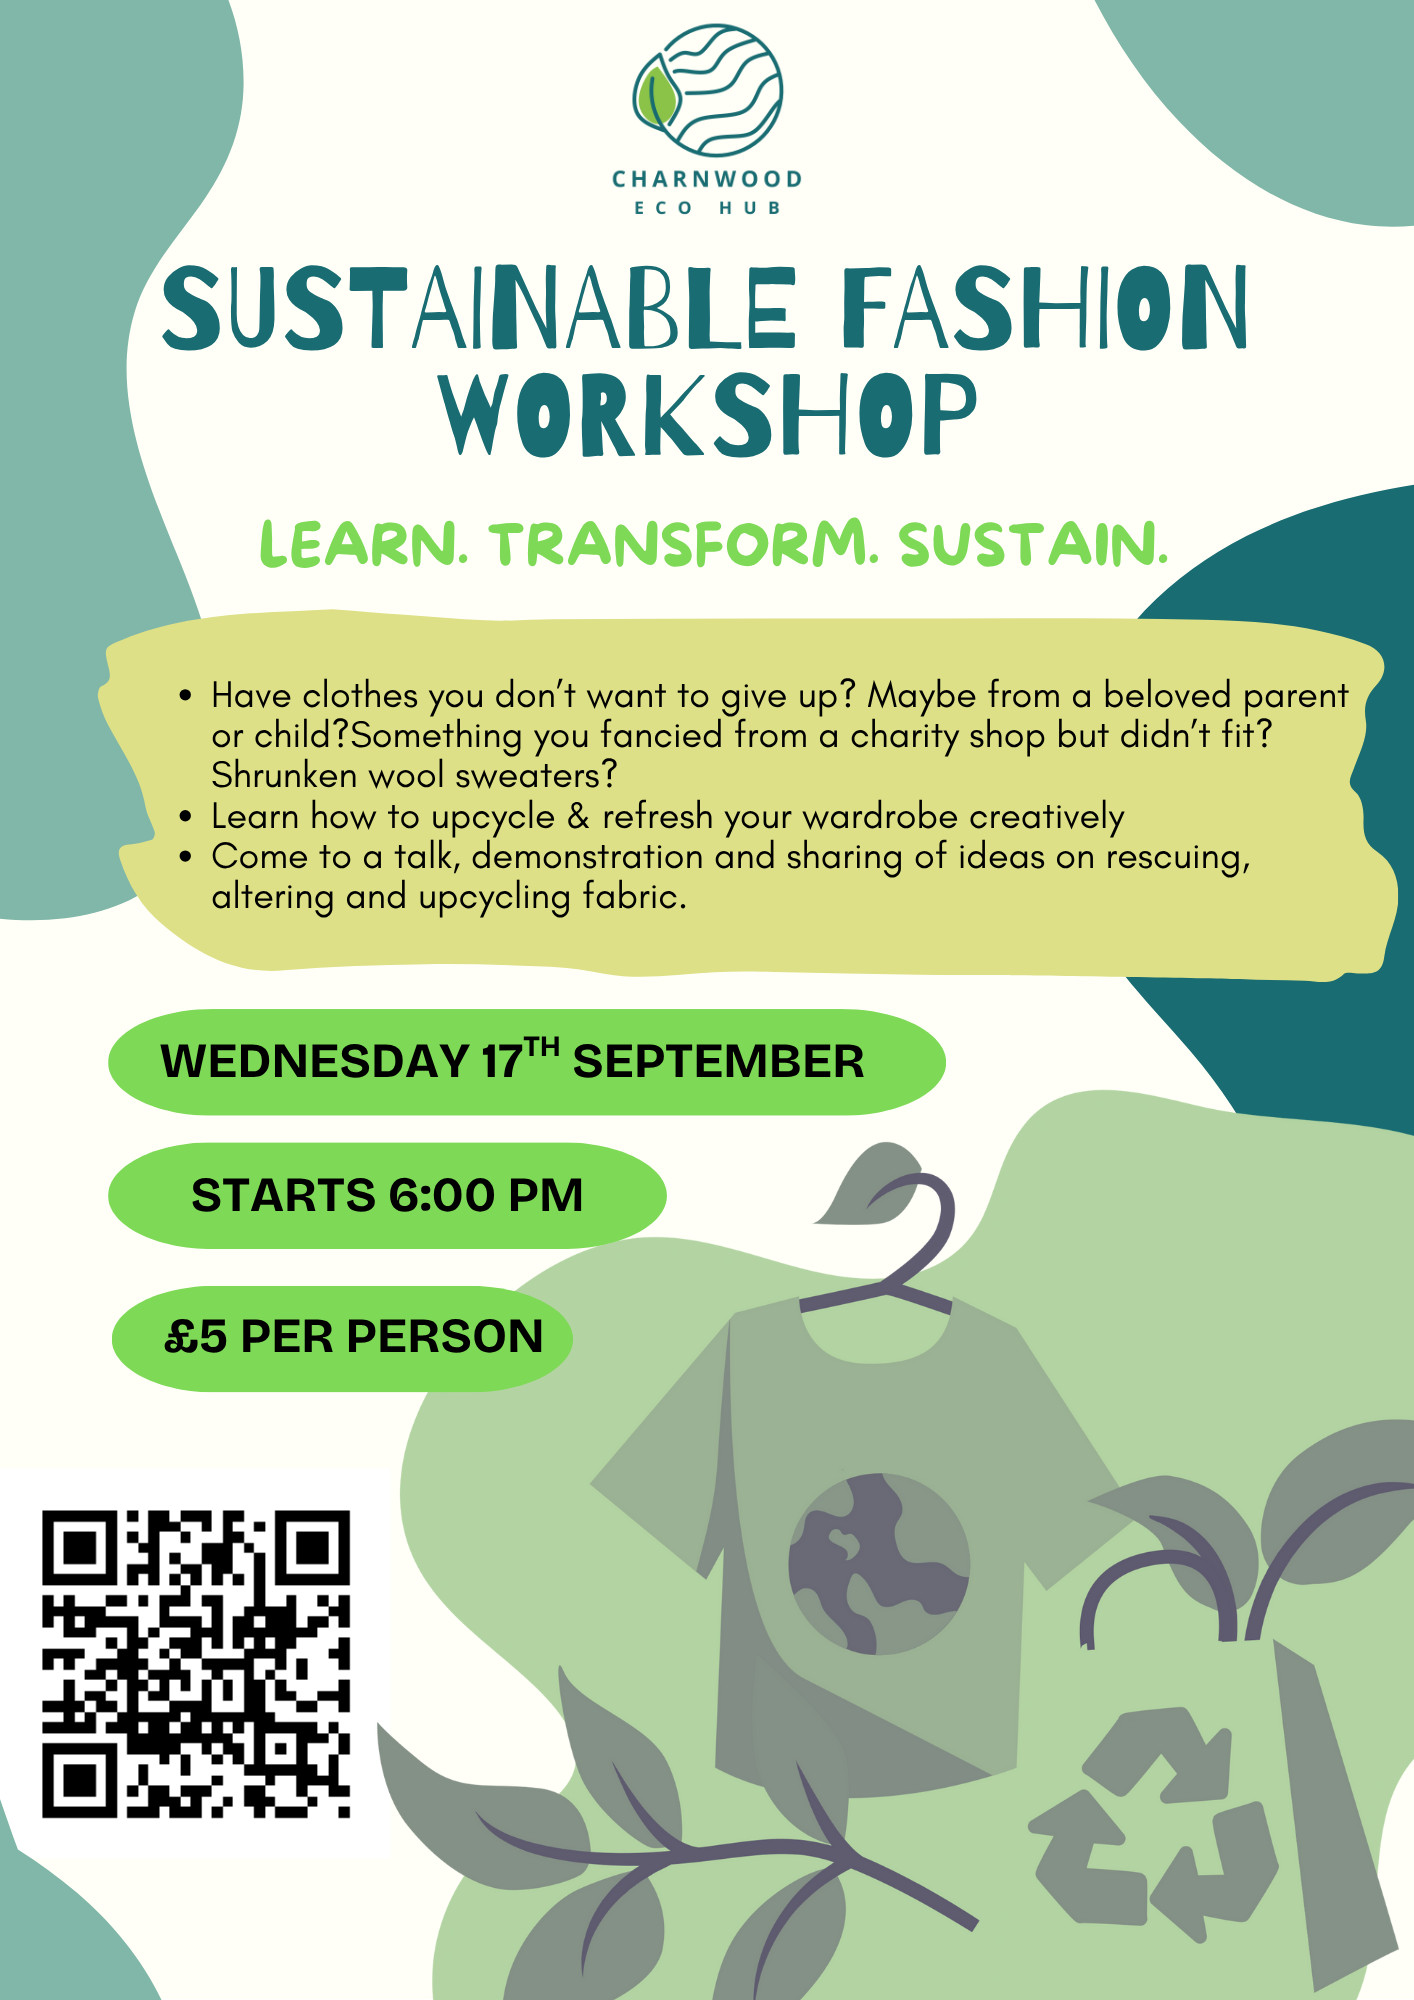 CHARNWOOD
ECO HUB
SUSTAINABLE FASHION
WORKSHOP
LEARN. TRANSFORM. SUSTAIN.
• Have clothes you don't want to give up? Maybe from a beloved parent
or child?Something you fancied from a charity shop but didn't fit?
Shrunken wool sweaters?
• Learn how to upcycle & refresh your wardrobe creatively
• Come to a talk, demonstration and sharing of ideas on rescuing,
altering and upcycling fabric.
WEDNESDAY 17TH SEPTEMBER
STARTS 6:00 PM
£5 PER PERSON